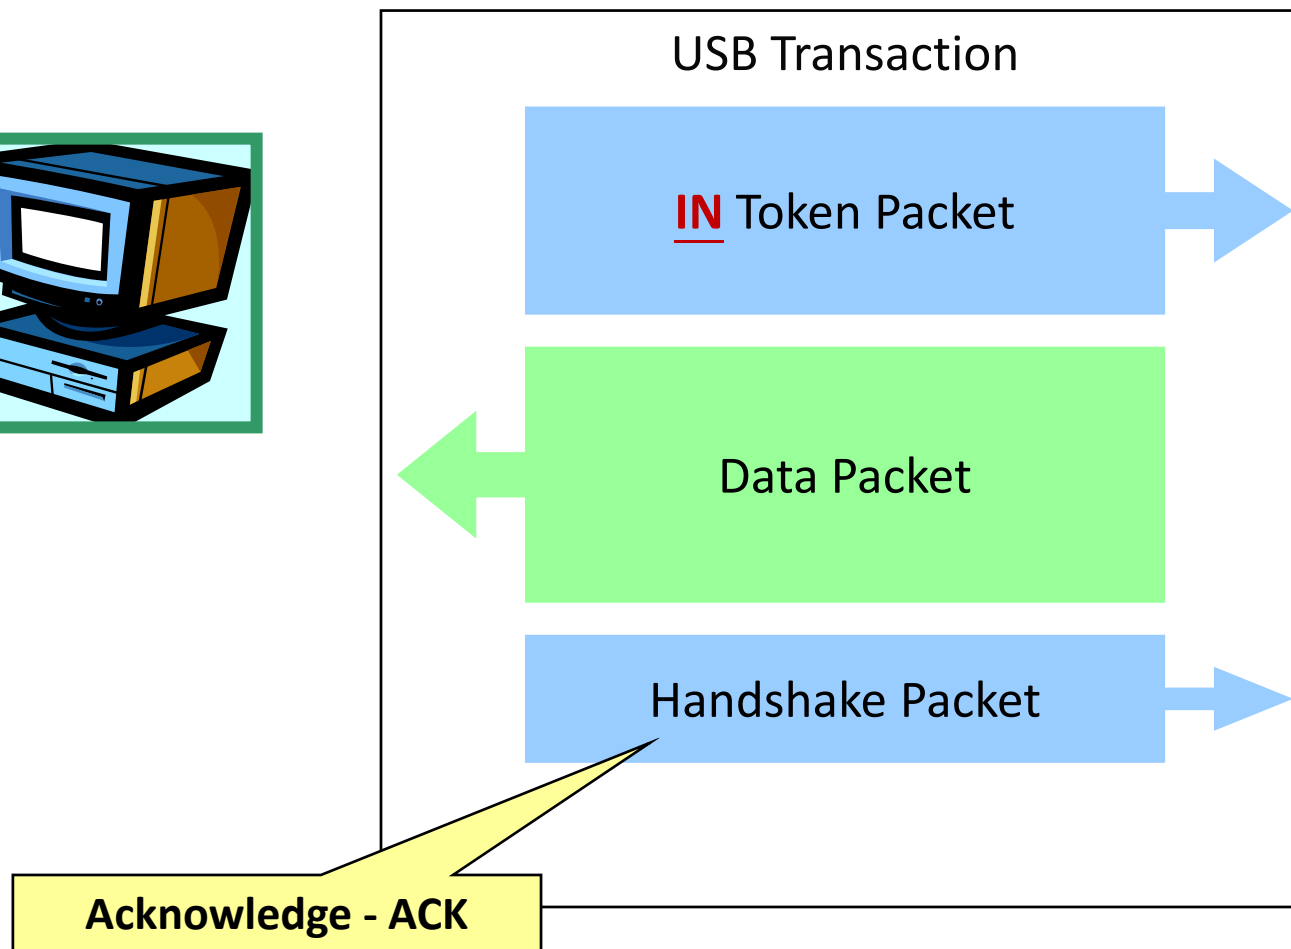 USB Transaction
IN Token Packet
Data Packet
Handshake Packet
Acknowledge - ACK